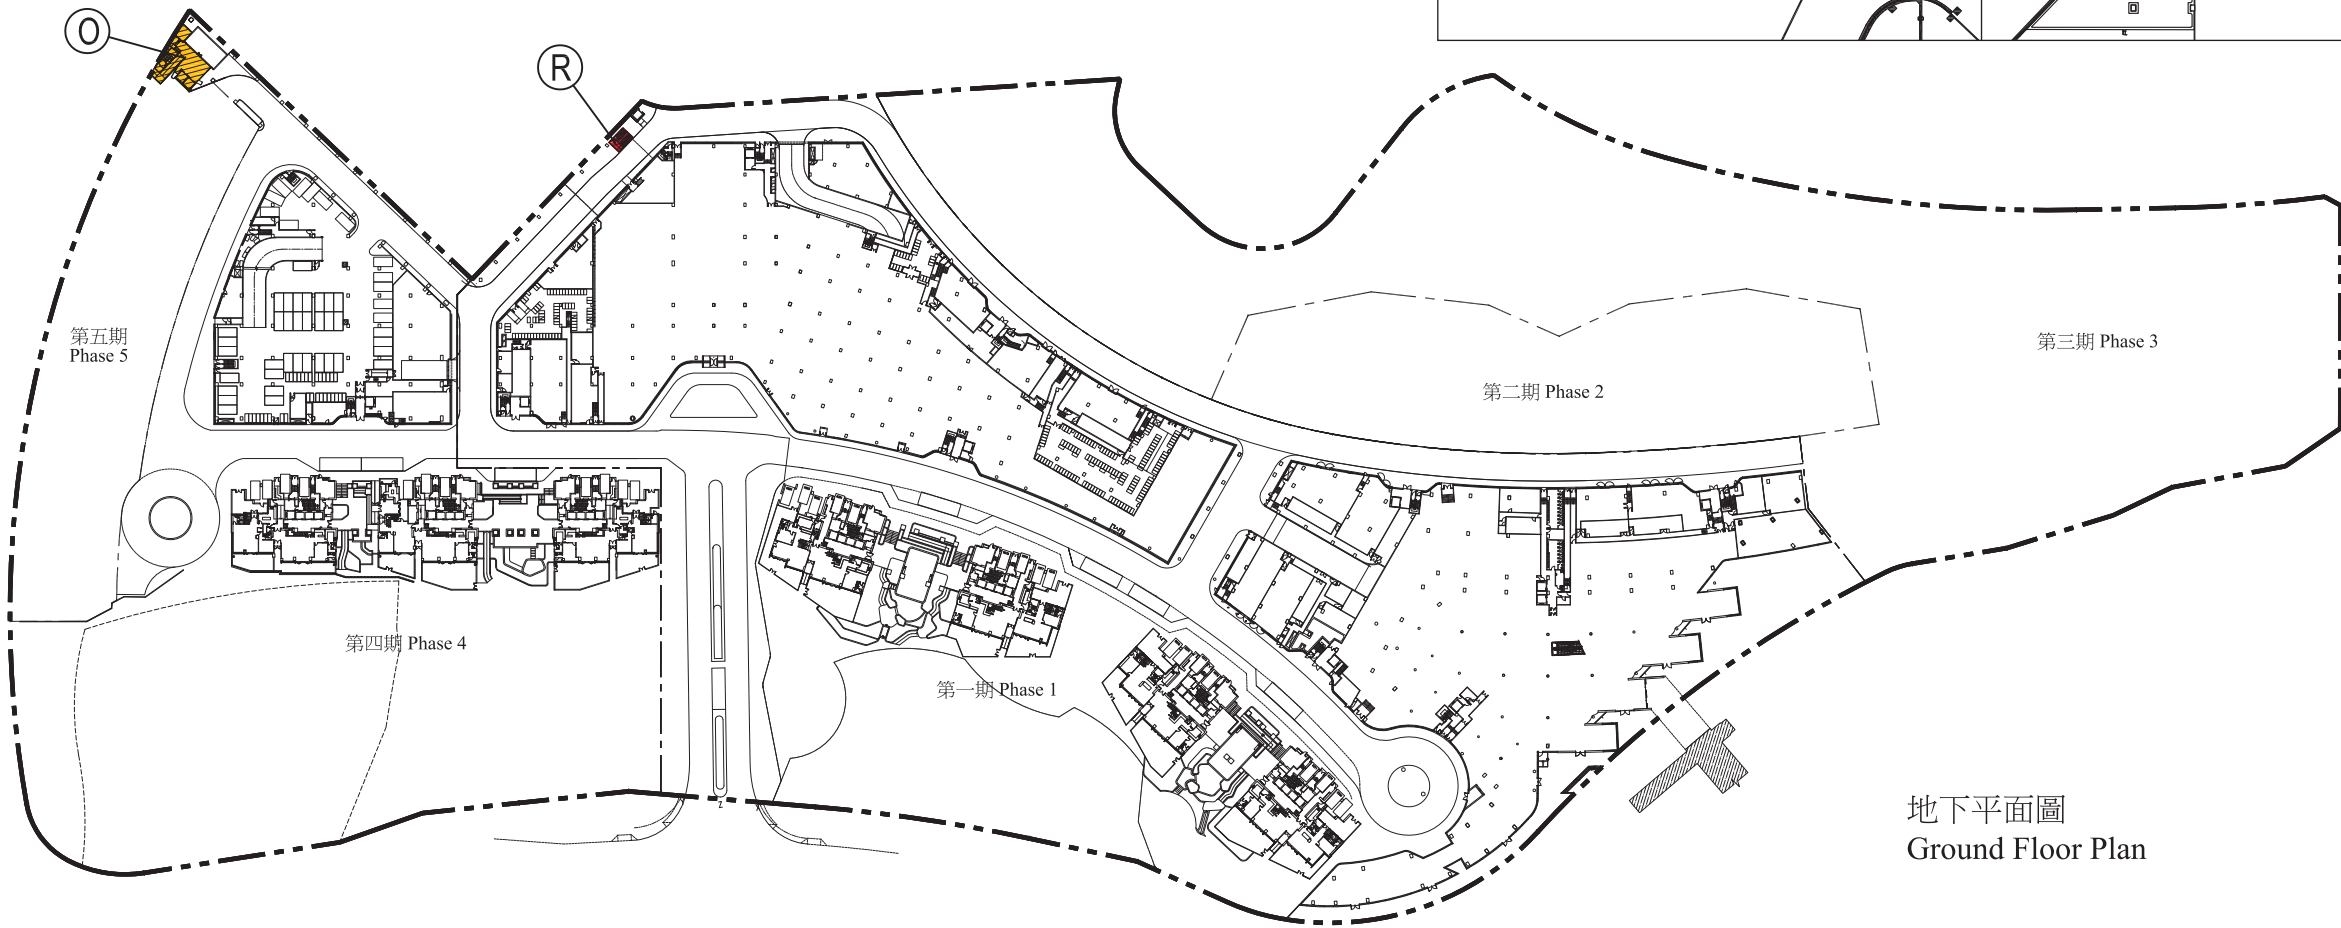 O
R
第五期
Phase 5
第三期 Phase 3
第二期 Phase 2
第四期 Phase 4
第一期 Phase 1
地下平面圖
Ground Floor Plan